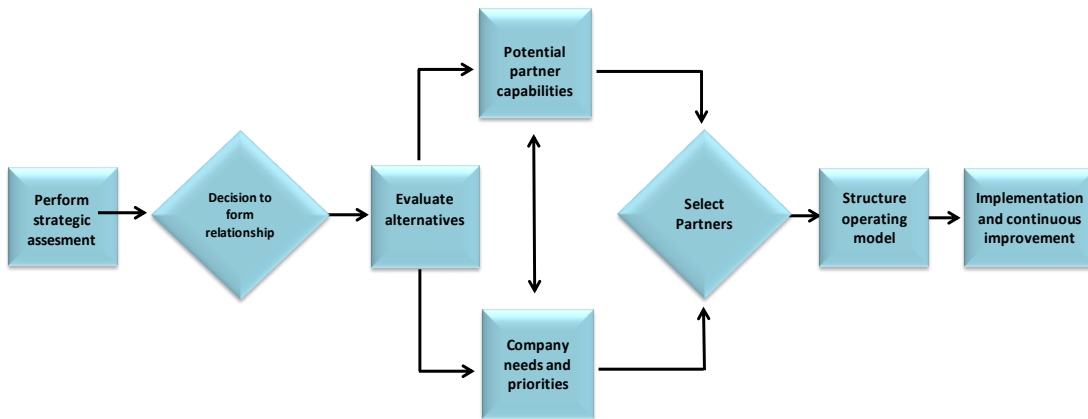 Perform
strategic
assesment
Decision to
form
relationship
Evaluate
alternatives
Potential
partner
capabilities
Company
needs and
priorities
Select
Partners
Structure
operating
model
Implementation
and continuous
improvement